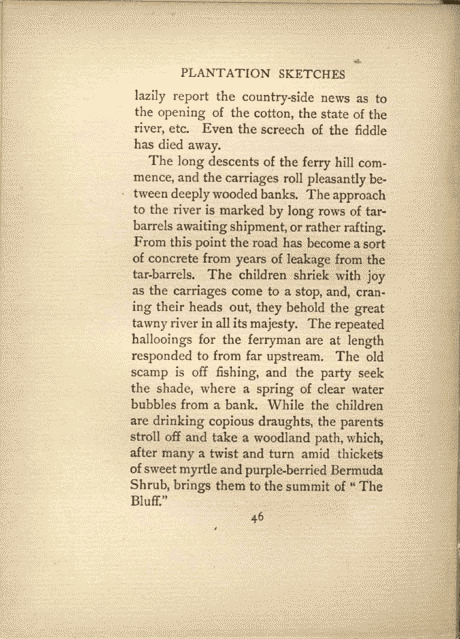 PLANTATION SKETCHES
lazily report the country-side news as to
the opening of the cotton, the state of the
river, etc. Even the screech of the fiddle
has died away.
The long descents of the ferry hill com-
mence, and the carriages roll pleasantly be-
tween deeply wooded banks. The approach
to the river is marked by long rows of tar-
barrels awaiting shipment, or rather rafting.
From this point the road has become a sort
of concrete from years of leakage from the
tar-barrels. The children shriek with joy
as the carriages come to a stop, and, cran-
ing their heads out, they behold the great
tawny river in all its majesty. The repeated
hallooings for the ferryman are at length
responded to from far upstream. The old
scamp is off fishing, and the party seek
the shade, where a spring of clear water
bubbles from a bank. While the children
are drinking copious draughts, the parents
stroll off and take a woodland path, which,
after many a twist and turn amid thickets
of sweet myrtle and purple-berried Bermuda
Shrub, brings them to the summit of " The
Bluff."
46